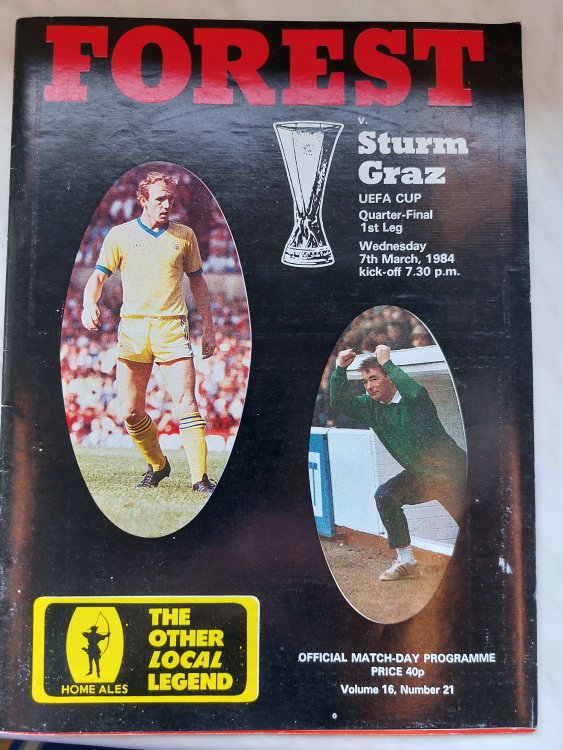 FOREST
v.
Sturm
Graz
UEFA CUP
Quarter-Final
1st Leg
Wednesday
7th March, 1984
kick-off 7.30 p.m.
THE
OTHER
LOCAL
LEGEND
HOME ALES
OFFICIAL MATCH-DAY PROGRAMME
PRICE 40p
Volume 16, Number 21